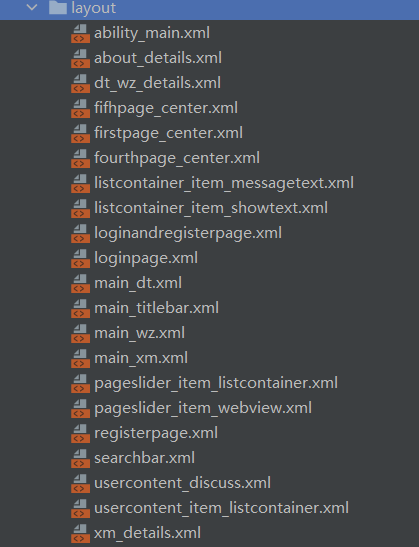 layout
ability_main.xml
about_details.xml
dt_wz_details.xml
fifhpage_center.xml
firstpage_center.xml
fourthpage_center.xml
listcontainer_item_messagetext.xml
listcontainer_item_showtext.xml
loginandregisterpage.xml
loginpage.xml
main_dt.xml
main_titlebar.xml
main_wz.xml
main_xm.xml
pageslider_item_listcontainer.xml
pageslider_item_webview.xml
registerpage.xml
searchbar.xml
usercontent_discuss.xml
usercontent_item_listcontainer.xml
xm_details.xml